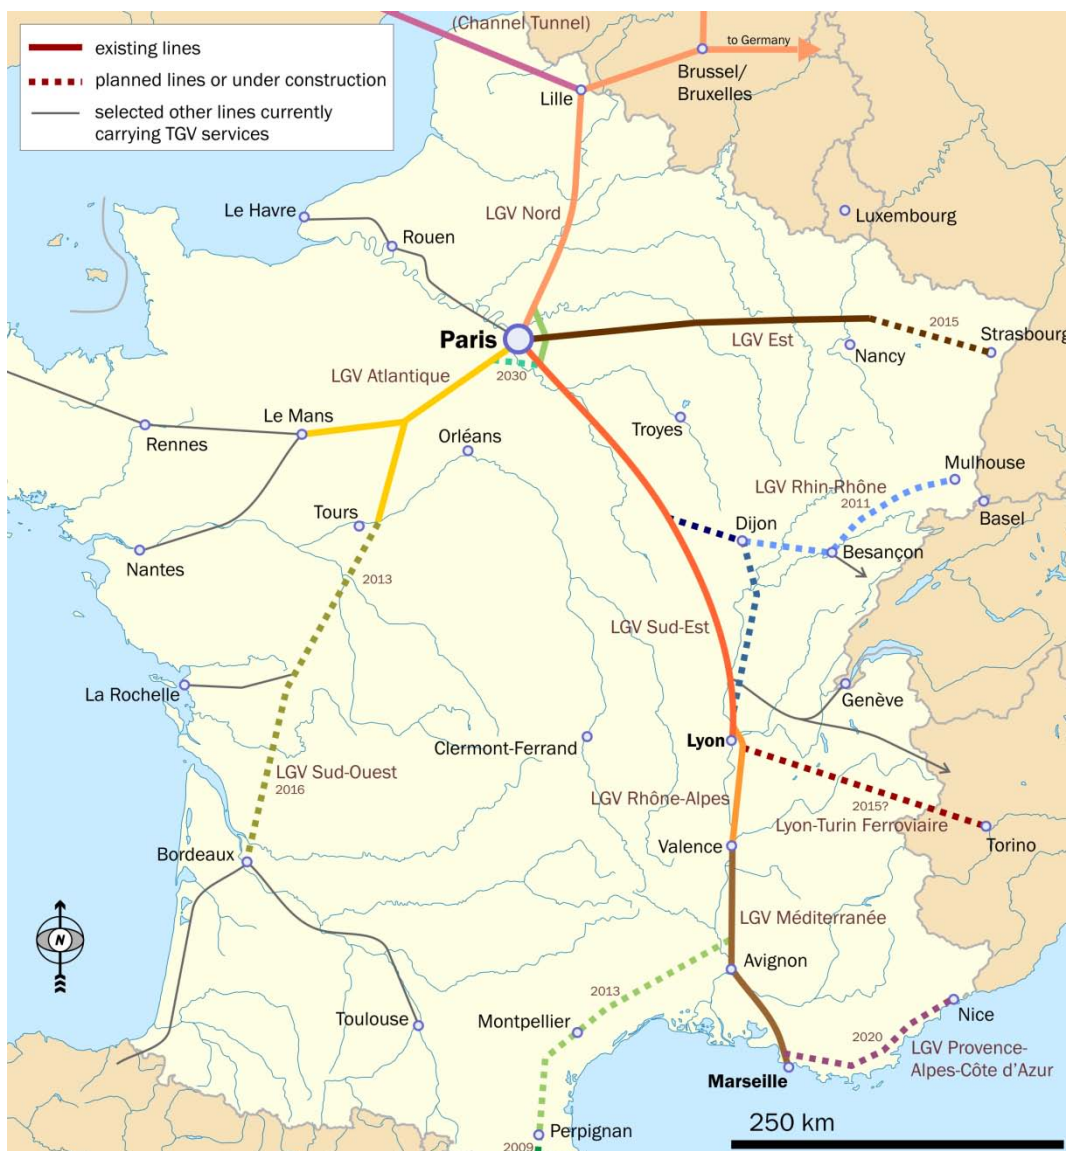 existing lines
planned lines or under construction
selected other lines currently
carrying TGV services
(Channel Tunnel)
to Germany
Brussel/
Bruxelles
Lille
Le Havre
LGV Nord
Luxembourg
Rouen
Paris
LGV Est
2015
Strasbourg
Nancy
LGV Atlantique
2030
Le Mans
Rennes
Orléans
Troyes
Mulhouse
LGV Rhin-Rhône
2011
Basel
Tours
Dijon
Besançon
Nantes
2013
LGV Sud-Est
La Rochelle
Genève
Clermont-Ferrand
Lyon
LGV Sud-Ouest
2016
LGV Rhône-Alpes
2015?
Lyon-Turin Ferroviaire
Bordeaux
Valence
Torino
N
LGV Méditerranée
Avignon
2013
Toulouse
Montpellier
Nice
2020
LGV Provence-
Alpes-Côte d'Azur
Marseille
250 km
Perpignan
2009